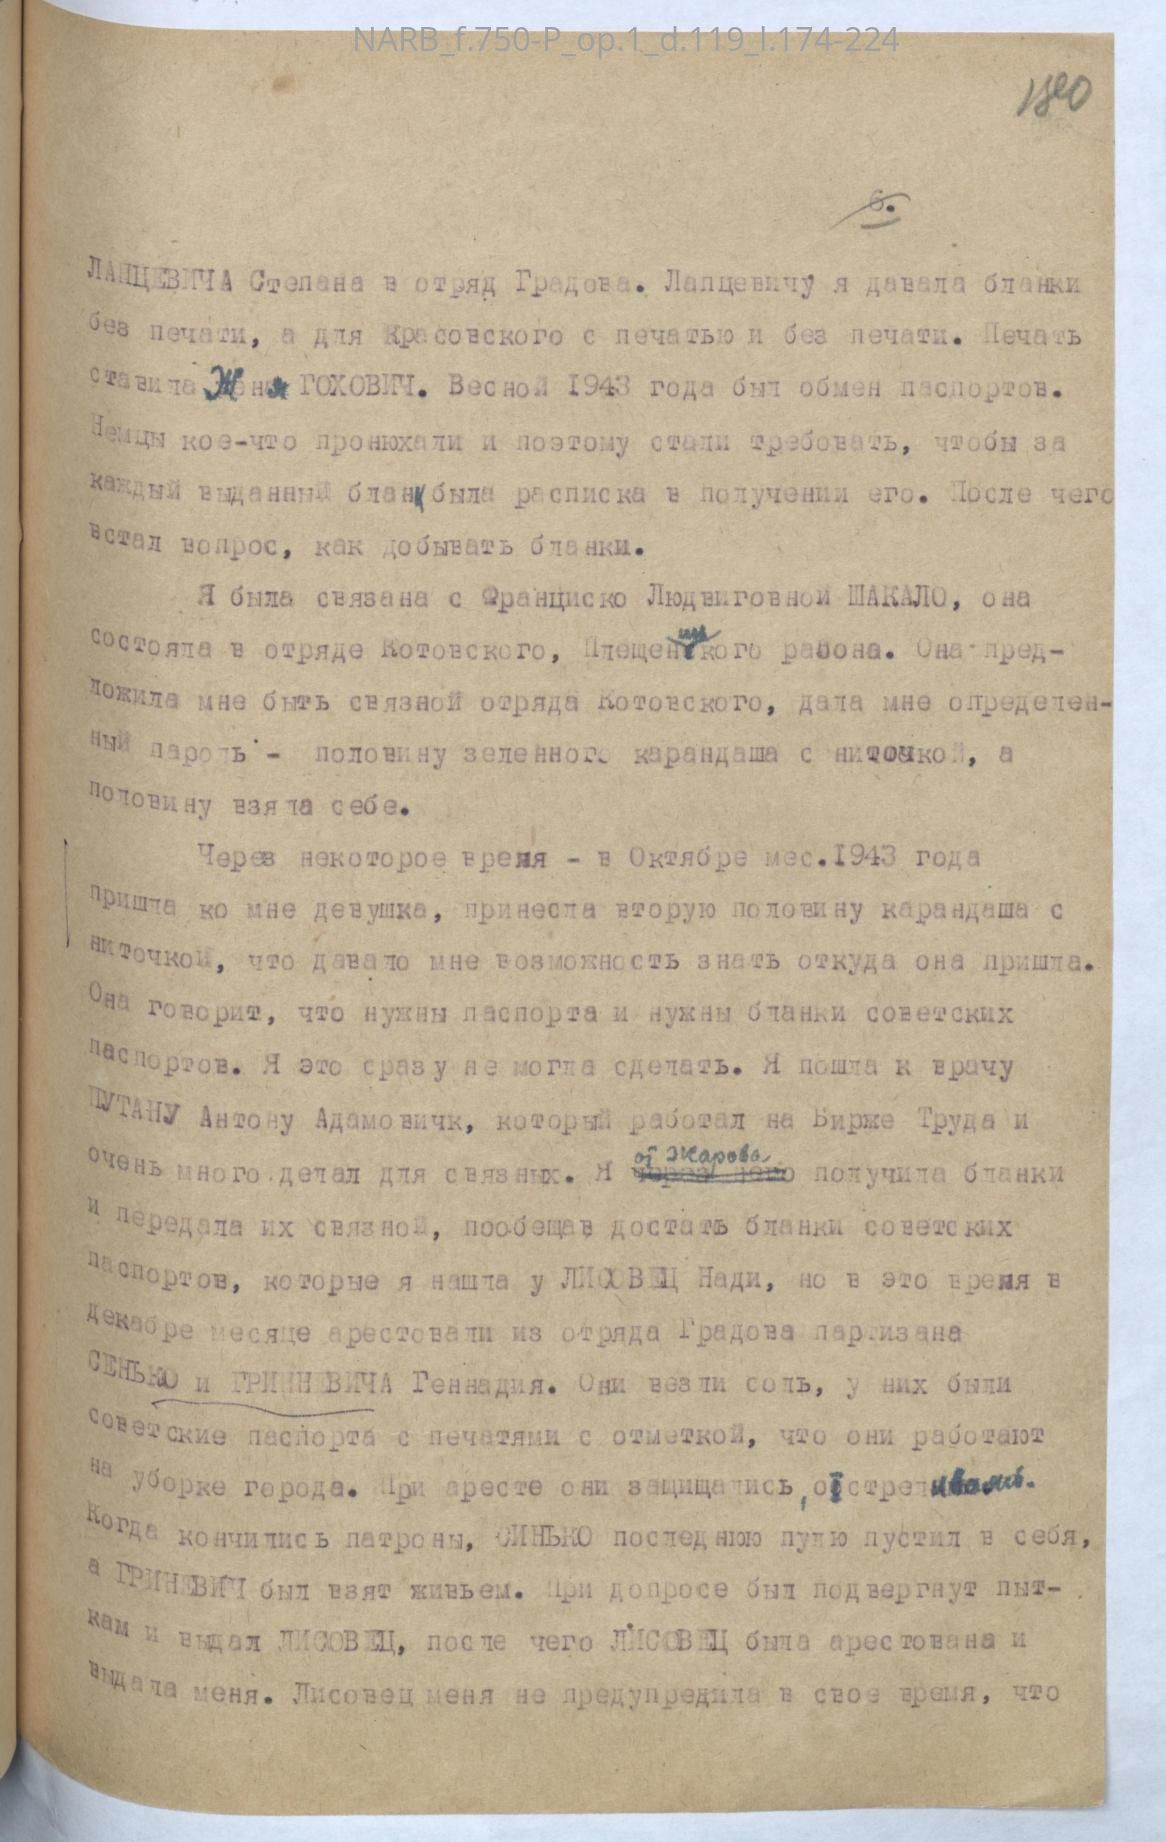 NARB_f.750-P_op.1_d.119_l.174-224
180
6.
ЛАПЦЕВИЧА Степана в отряд Градова. Лапцевичу я давала бланки
без печати, а для Красовского с печатью и без печати. Печать
ставила Женя ГОХОВИЧ. Весной 1943 года был обмен паспортов.
Немцы кое-что пронюхали и поэтому стали требовать, чтобы за
каждый выданный бланк была расписка в получении его. После чего
встал вопрос, как добывать бланки.
Я была связана с Франциско Людвиговной ШАКАЛО, она
состояла в отряде Котовского, Плещеницкого района. Она пред-
ложила мне быть связной отряда Котовского, дала мне определен-
ный пароль - половину зеленного карандаша с ниточкой, а
половину взяла себе.
Через некоторое время - в Октябре мес.1943 года
пришла ко мне девушка, принесла вторую половину карандаша с
ниточкой, что давало мне возможность знать откуда она пришла.
Она говорит, что нужны паспорта и нужны бланки советских
паспортов. Я это сразу не могла сделать. Я пошла к врачу
ШУТАНУ Антону Адамовичк, который работал на Бирже Труда и
очень много делал для связных. Я
от Жарова
через него получила бланки
и передала их связной, пообещав достать бланки советских
паспортов, которые я нашла у ЛИСОВЕЦ Нади, но в это время в
декабре месяце арестовали из отряда Градова партизана
СЕНЬКО и ГРИННЕВИЧА Геннадия. Они везли соль, у них были
советские паспорта с печатями с отметкой, что они работают
на уборке города. При аресте они защищались, отстреливаясь.
Когда кончились патроны, СИНЬКО последнюю пулю пустил в себя,
а ГРИНЕВИЧ был взят живьем. При допросе был подвергнут пыт-
кам и выдал ЛИСОВЕЦ, после чего ЛИСОВЕЦ была арестована и
выдала меня. Лисовец меня не предупредила в свое время, что